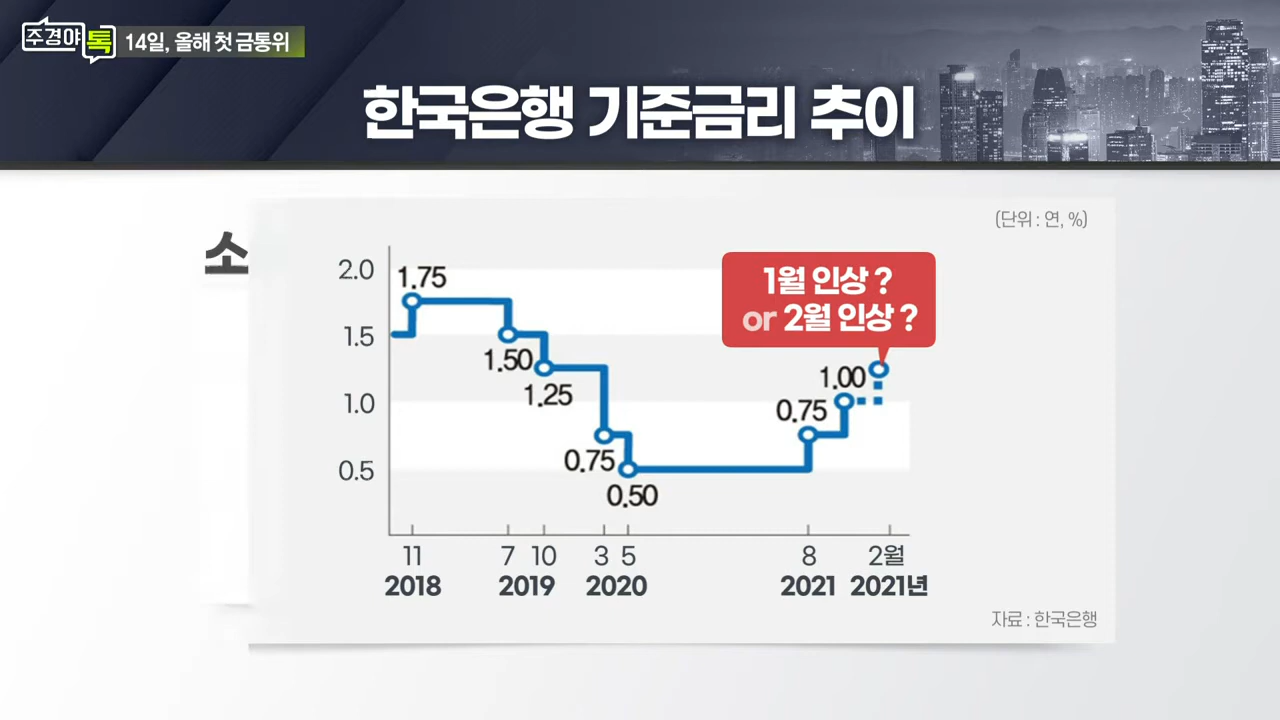 주경야톡
14일, 올해 첫 금통위
한국은행 기준금리 추이
소
(단위 : 연, %)
1월 인상 ?
or 2월 인상 ?
2.0
1.5
1.0
0.5
1.75
1.50
1.25
0.75
0.50
0.75
1.00
11 7 10 3 5 8 2월
2018 2019 2020 2021 2021년
자료 : 한국은행